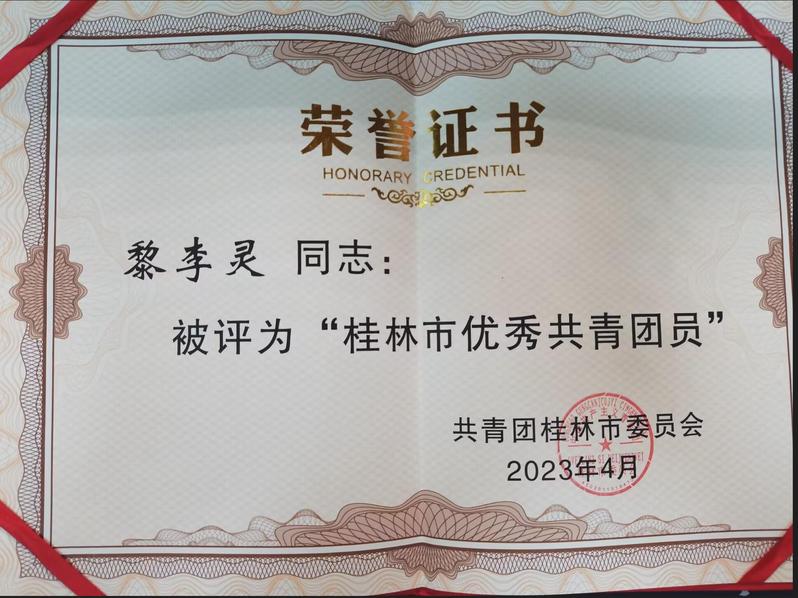 荣誉证书
HONORARY CREDENTIAL
黎李灵 同志：
被评为“桂林市优秀共青团员”
共青团桂林市委员会
2023年4月